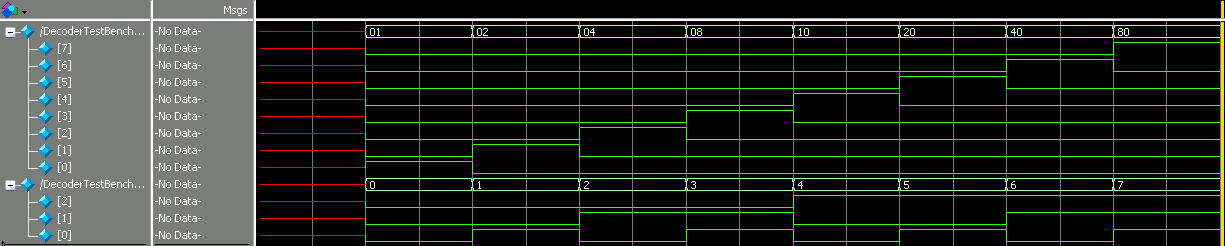 Msgs
/DecoderTestBench... -No Data- 01 02 04 08 10 20 40 80
[7] -No Data-
[6] -No Data-
[5] -No Data-
[4] -No Data-
[3] -No Data-
[2] -No Data-
[1] -No Data-
[0] -No Data-
/DecoderTestBench... -No Data- 0 1 2 3 4 5 6 7
[2] -No Data-
[1] -No Data-
[0] -No Data-